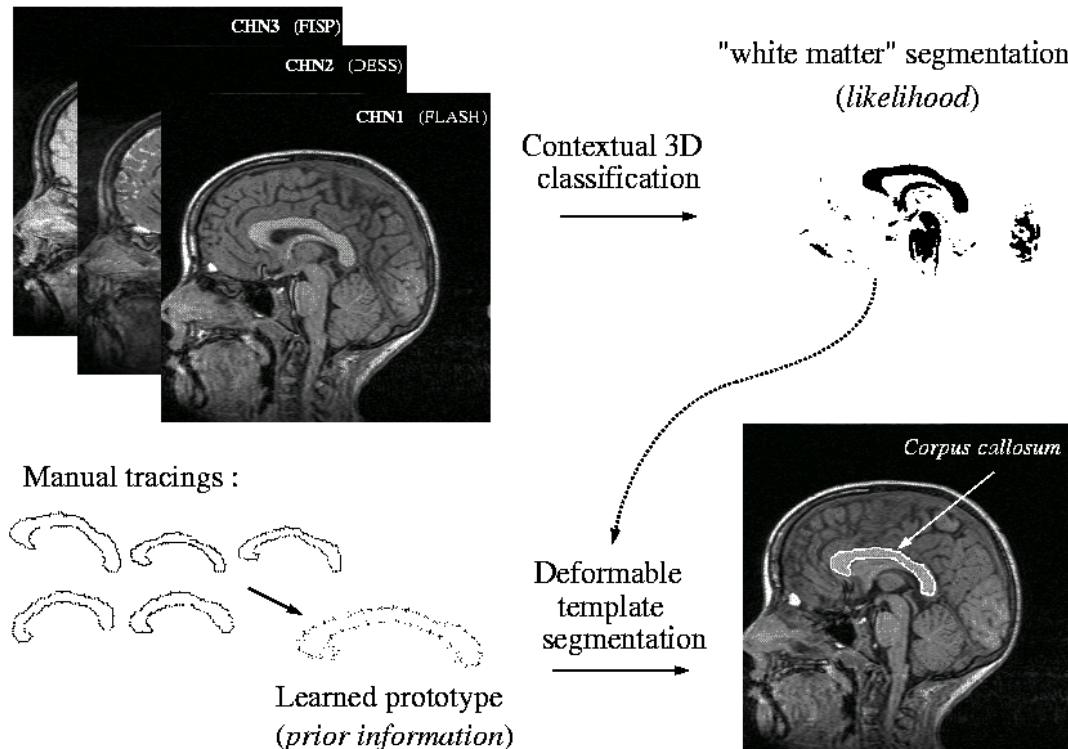 CHN3 (FISP)
CHN2 (DESS)
CHN1 (FLASH)
"white matter" segmentation
(likelihood)
Contextual 3D
classification
Manual tracings :
Learned prototype
(prior information)
Deformable
template
segmentation
Corpus callosum